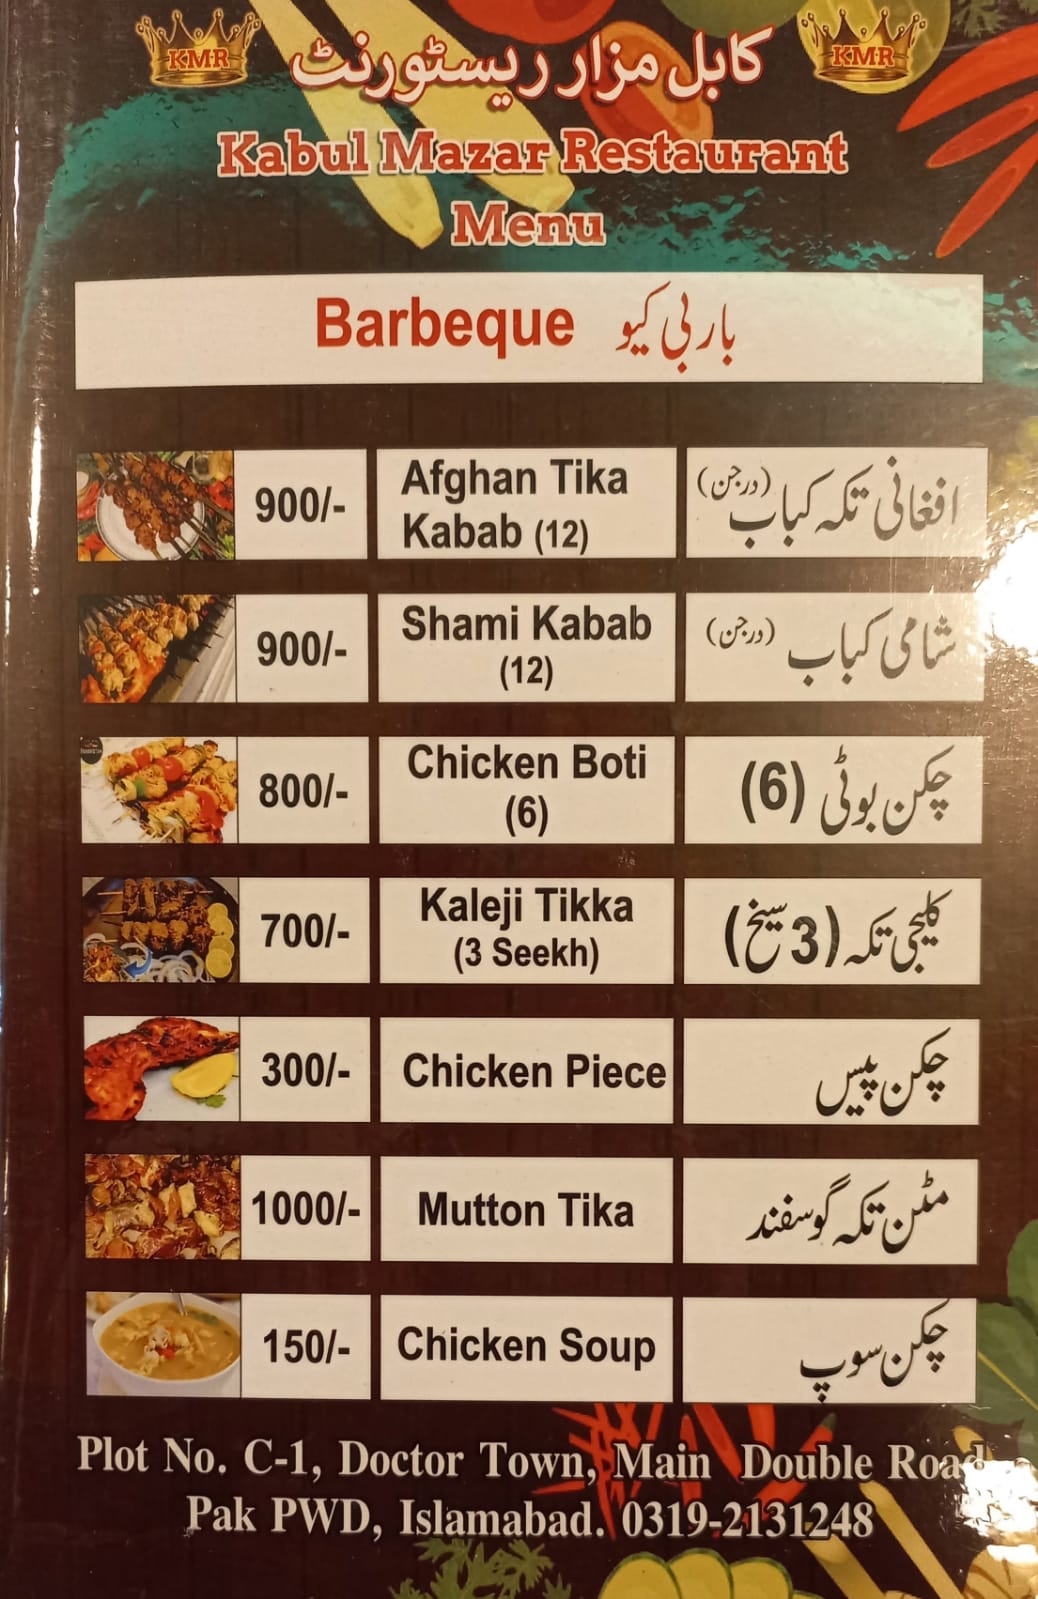 KMR
کابل مزار ریسٹورنٹ
KMR
Kabul Mazar Restaurant
Menu
Barbeque باربی کیو
900/- Afghan Tika Kabab (12) افغانی تکہ کباب (درجن)
900/- Shami Kabab (12) شامی کباب (درجن)
800/- Chicken Boti (6) چکن بوٹی (6)
700/- Kaleji Tikka (3 Seekh) کلیجی تکہ (3 سیخ)
300/- Chicken Piece چکن پیس
1000/- Mutton Tika مٹن تکہ گوسفند
150/- Chicken Soup چکن سوپ
Plot No. C-1, Doctor Town, Main Double Road
Pak PWD, Islamabad. 0319-2131248